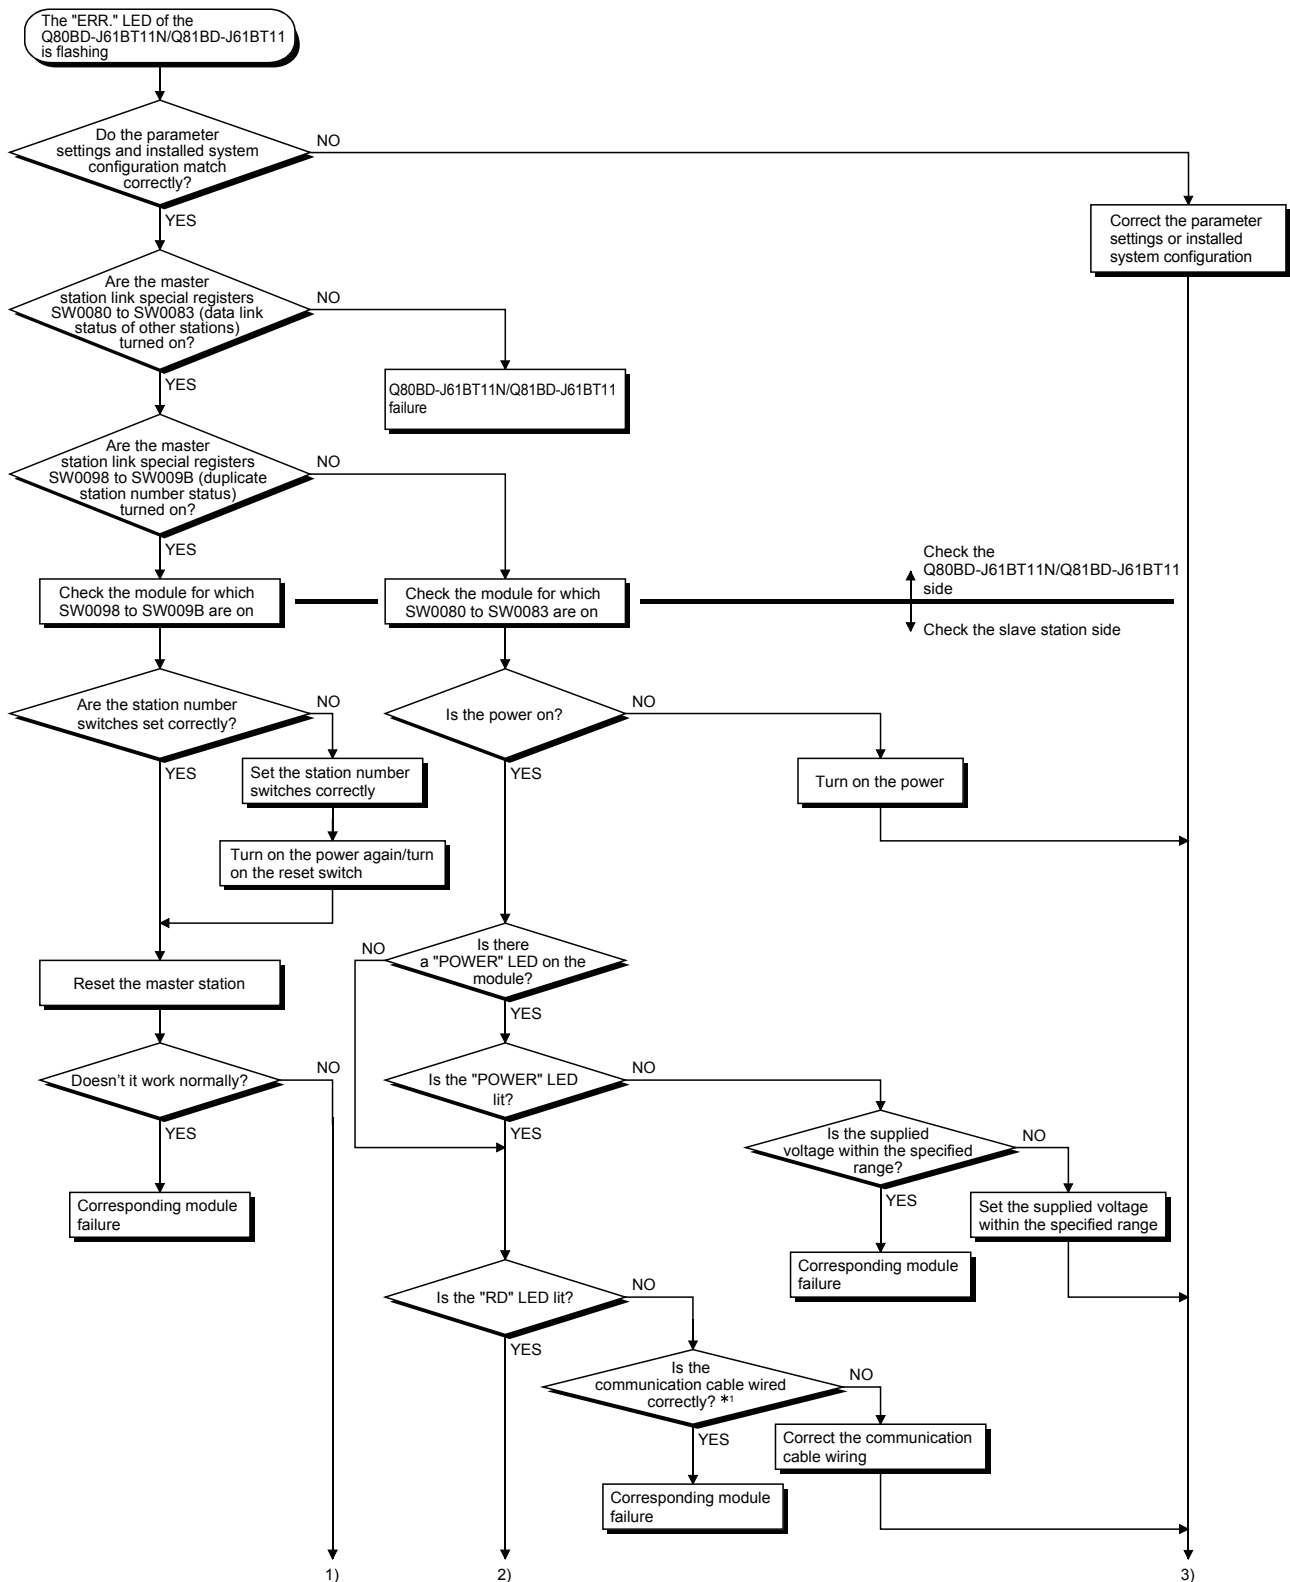 The "ERR." LED of the
Q80BD-J61BT11N/Q81BD-J61BT11
is flashing
Do the parameter
settings and installed system
configuration match
correctly?
NO
YES
Correct the parameter
settings or installed
system configuration
Are the master
station link special registers
SW0080 to SW0083 (data link
status of other stations)
turned on?
NO
YES
Q80BD-J61BT11N/Q81BD-J61BT11
failure
Are the master
station link special registers
SW0098 to SW009B (duplicate
station number status)
turned on?
NO
YES
Check the
Q80BD-J61BT11N/Q81BD-J61BT11
side
Check the slave station side
Check the module for which
SW0098 to SW009B are on
Check the module for which
SW0080 to SW0083 are on
Are the station number
switches set correctly?
NO
YES
Is the power on?
NO
YES
Set the station number
switches correctly
Turn on the power
Turn on the power again/turn
on the reset switch
Reset the master station
Is there
a "POWER" LED on the
module?
NO
YES
Doesn't it work normally?
NO
YES
Is the "POWER" LED
lit?
NO
YES
Is the supplied
voltage within the specified
range?
NO
YES
Corresponding module
failure
Set the supplied voltage
within the specified range
Corresponding module
failure
Is the "RD" LED lit?
NO
YES
Is the
communication cable wired
correctly? *1
NO
YES
Correct the communication
cable wiring
Corresponding module
failure
1)
2)
3)